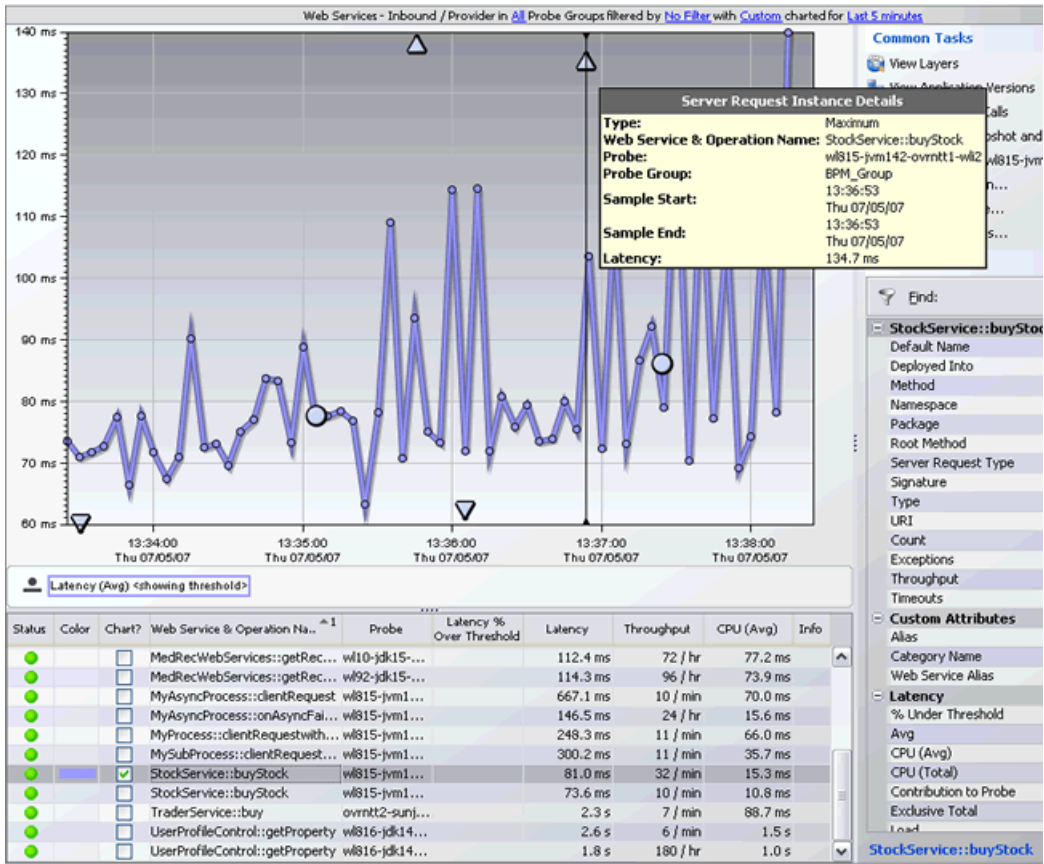 Web Services - Inbound / Provider in All Probe Groups filtered by No Filter with Custom charted for Last 5 minutes
140 ms
130 ms
120 ms
110 ms
100 ms
90 ms
80 ms
70 ms
60 ms
13:34:00 13:35:00 13:36:00 13:37:00 13:38:00
Thu 07/05/07 Thu 07/05/07 Thu 07/05/07 Thu 07/05/07 Thu 07/05/07
Server Request Instance Details
Type: Maximum
Web Service & Operation Name: StockService::buyStock
Probe: wl815-jvm142-ovrntt1-wli2
Probe Group: BPM_Group
Sample Start: 13:36:53
Thu 07/05/07
Sample End: 13:36:53
Thu 07/05/07
Latency: 134.7 ms
Latency (Avg) <showing threshold>
Status Color Chart? Web Service & Operation Na.. 1 Probe Latency % Over Threshold Latency Throughput CPU (Avg) Info
MedRecWebServices::getRec... wl10-jdk15-... 112.4 ms 72 / hr 77.2 ms
MedRecWebServices::getRec... wl92-jdk15-... 114.3 ms 96 / hr 73.9 ms
MyAsyncProcess::clientRequest wl815-jvm1... 667.1 ms 10 / min 70.0 ms
MyAsyncProcess::onAsyncFai... wl815-jvm1... 146.5 ms 24 / hr 15.6 ms
MyProcess::clientRequestwith... wl815-jvm1... 248.3 ms 11 / min 66.0 ms
MySubProcess::clientRequest... wl815-jvm1... 300.2 ms 11 / min 35.7 ms
StockService::buyStock wl815-jvm1... 81.0 ms 32 / min 15.3 ms
StockService::buyStock wl815-jvm1... 73.6 ms 10 / min 10.8 ms
TraderService::buy ovrntt2-sunj... 2.3 s 7 / min 88.7 ms
UserProfileControl::getProperty wl816-jdk14... 2.6 s 6 / min 1.5 s
UserProfileControl::getProperty wl816-jdk14... 1.8 s 180 / hr 1.0 s
Common Tasks
View Layers
View Application Versions
alls
pshot and
wl815-jvm
n...
s...
Find:
StockService::buyStoc
Default Name
Deployed Into
Method
Namespace
Package
Root Method
Server Request Type
Signature
Type
URI
Count
Exceptions
Throughput
Timeouts
Custom Attributes
Alias
Category Name
Web Service Alias
Latency
% Under Threshold
Avg
CPU (Avg)
CPU (Total)
Contribution to Probe
Exclusive Total
Load
StockService::buyStock